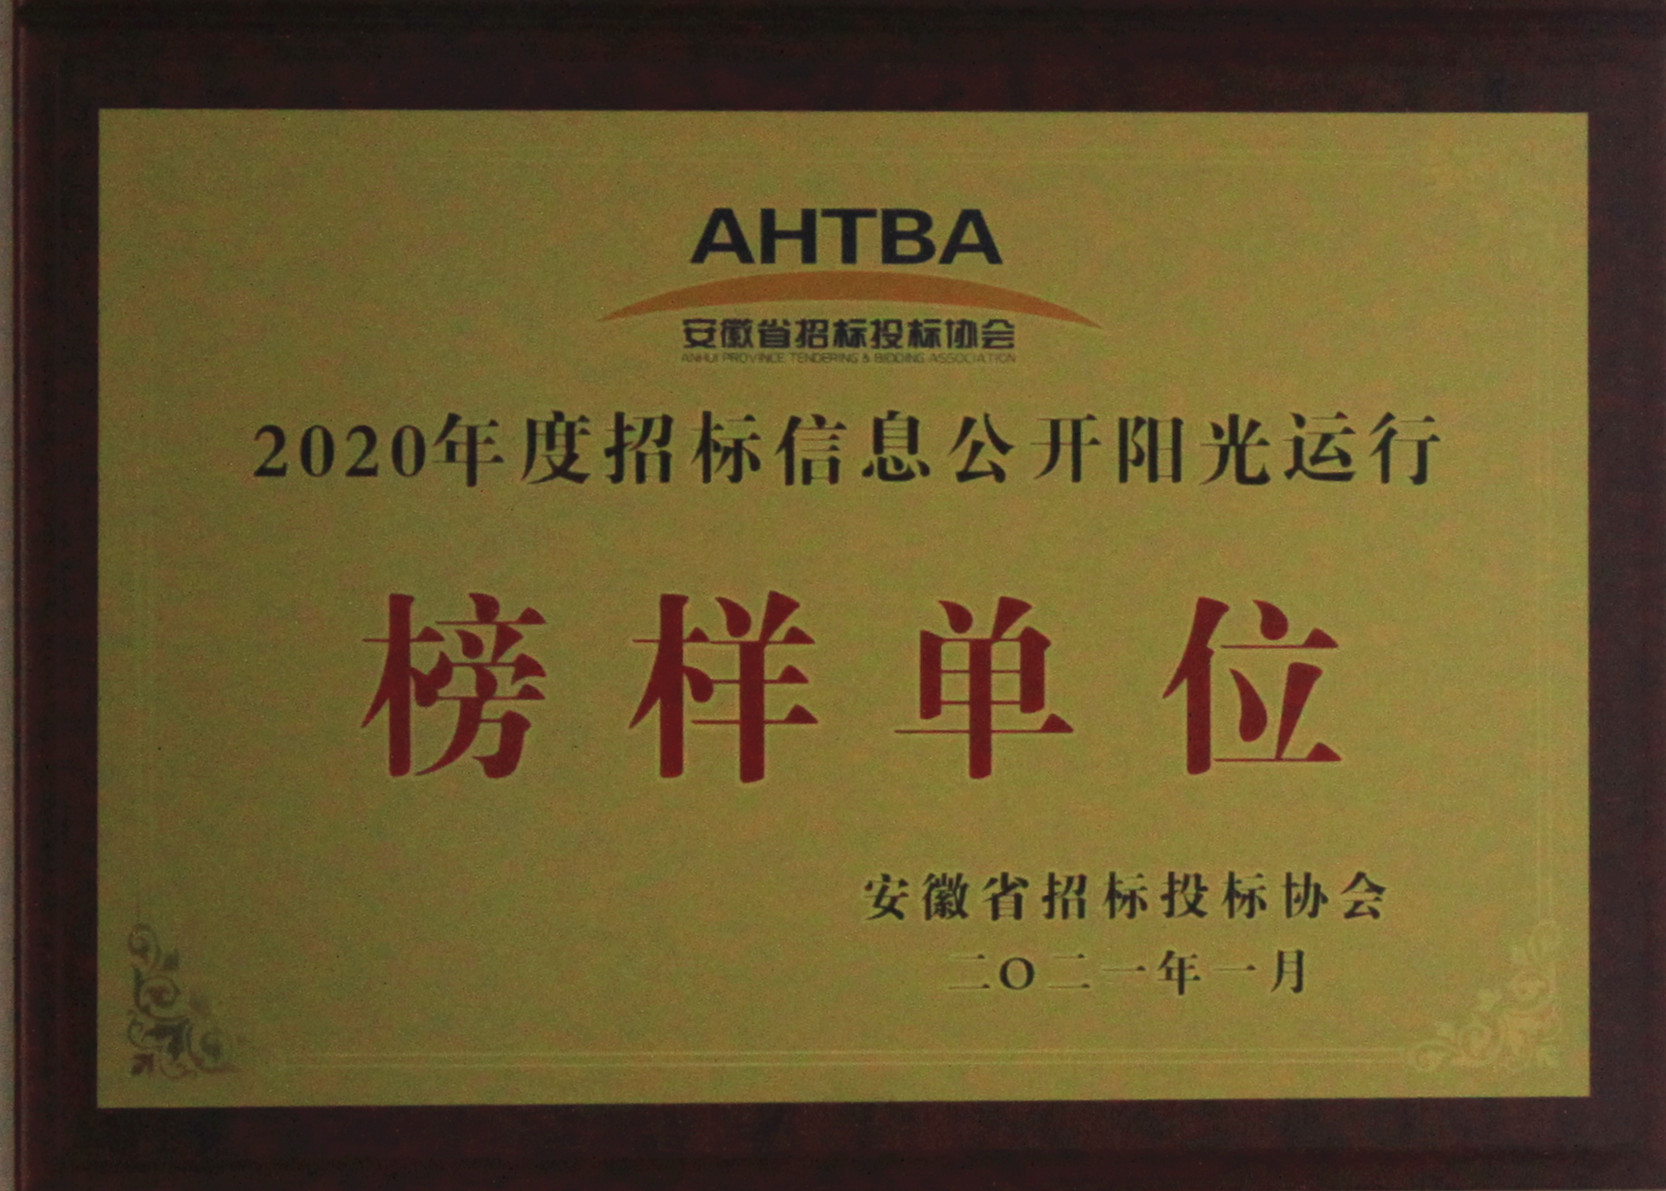 AHTBA
安徽省招标投标协会
ANHUI PROVINCE TENDERING & BIDDING ASSOCIATION
2020年度招标信息公开阳光运行
榜样单位
安徽省招标投标协会
二〇二一年一月